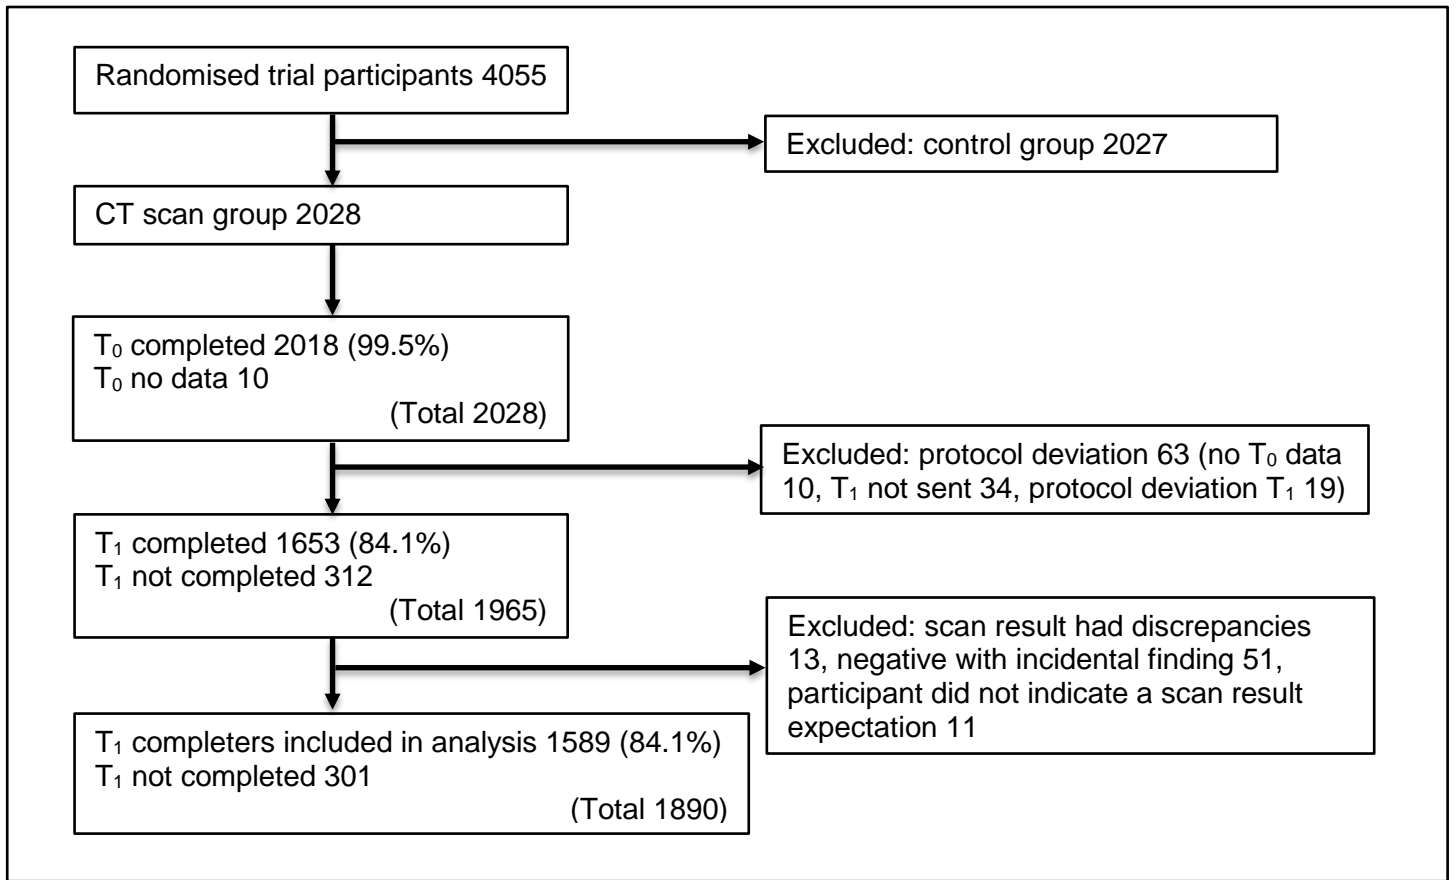 Randomised trial participants 4055
Excluded: control group 2027
CT scan group 2028
T₀ completed 2018 (99.5%)
T₀ no data 10
(Total 2028)
Excluded: protocol deviation 63 (no T₀ data
10, T₁ not sent 34, protocol deviation T₁ 19)
T₁ completed 1653 (84.1%)
T₁ not completed 312
(Total 1965)
Excluded: scan result had discrepancies
13, negative with incidental finding 51,
participant did not indicate a scan result
expectation 11
T₁ completers included in analysis 1589 (84.1%)
T₁ not completed 301
(Total 1890)